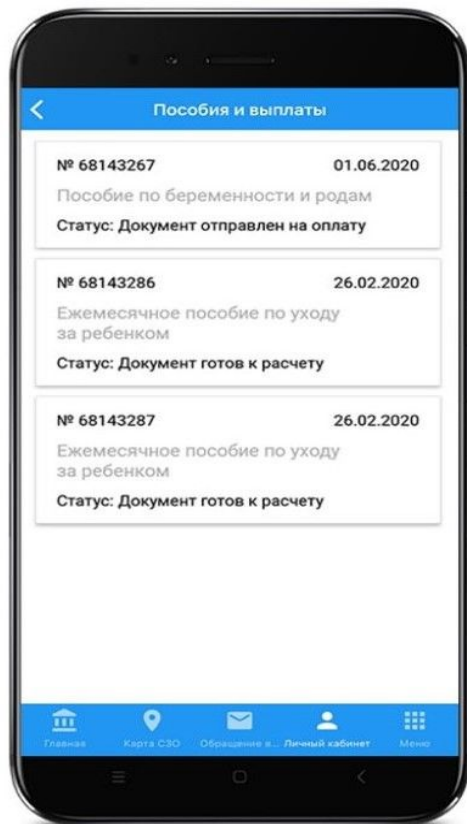 Пособия и выплаты
№ 68143267 01.06.2020
Пособие по беременности и родам
Статус: Документ отправлен на оплату
№ 68143286 26.02.2020
Ежемесячное пособие по уходу
за ребенком
Статус: Документ готов к расчету
№ 68143287 26.02.2020
Ежемесячное пособие по уходу
за ребенком
Статус: Документ готов к расчету
Главная Карта СЗО Обращение в... Личный кабинет Меню